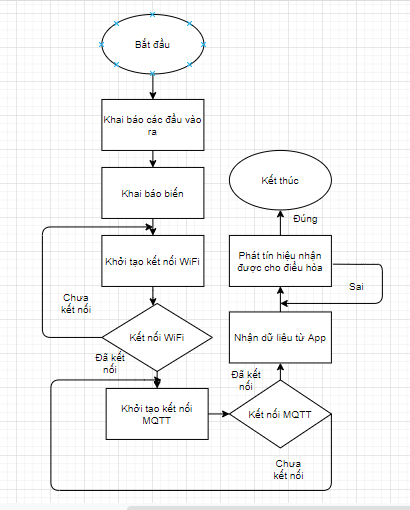 Bắt đầu
Khai báo các đầu vào
ra
Khai báo biến
Khởi tạo kết nối WiFi
Chưa
kết nối
Kết nối WiFi
Đã kết
nối
Khởi tạo kết nối
MQTT
Kết nối MQTT
Chưa
kết nối
Đã kết
nối
Nhận dữ liệu từ App
Phát tín hiệu nhận
được cho điều hòa
Sai
Đúng
Kết thúc